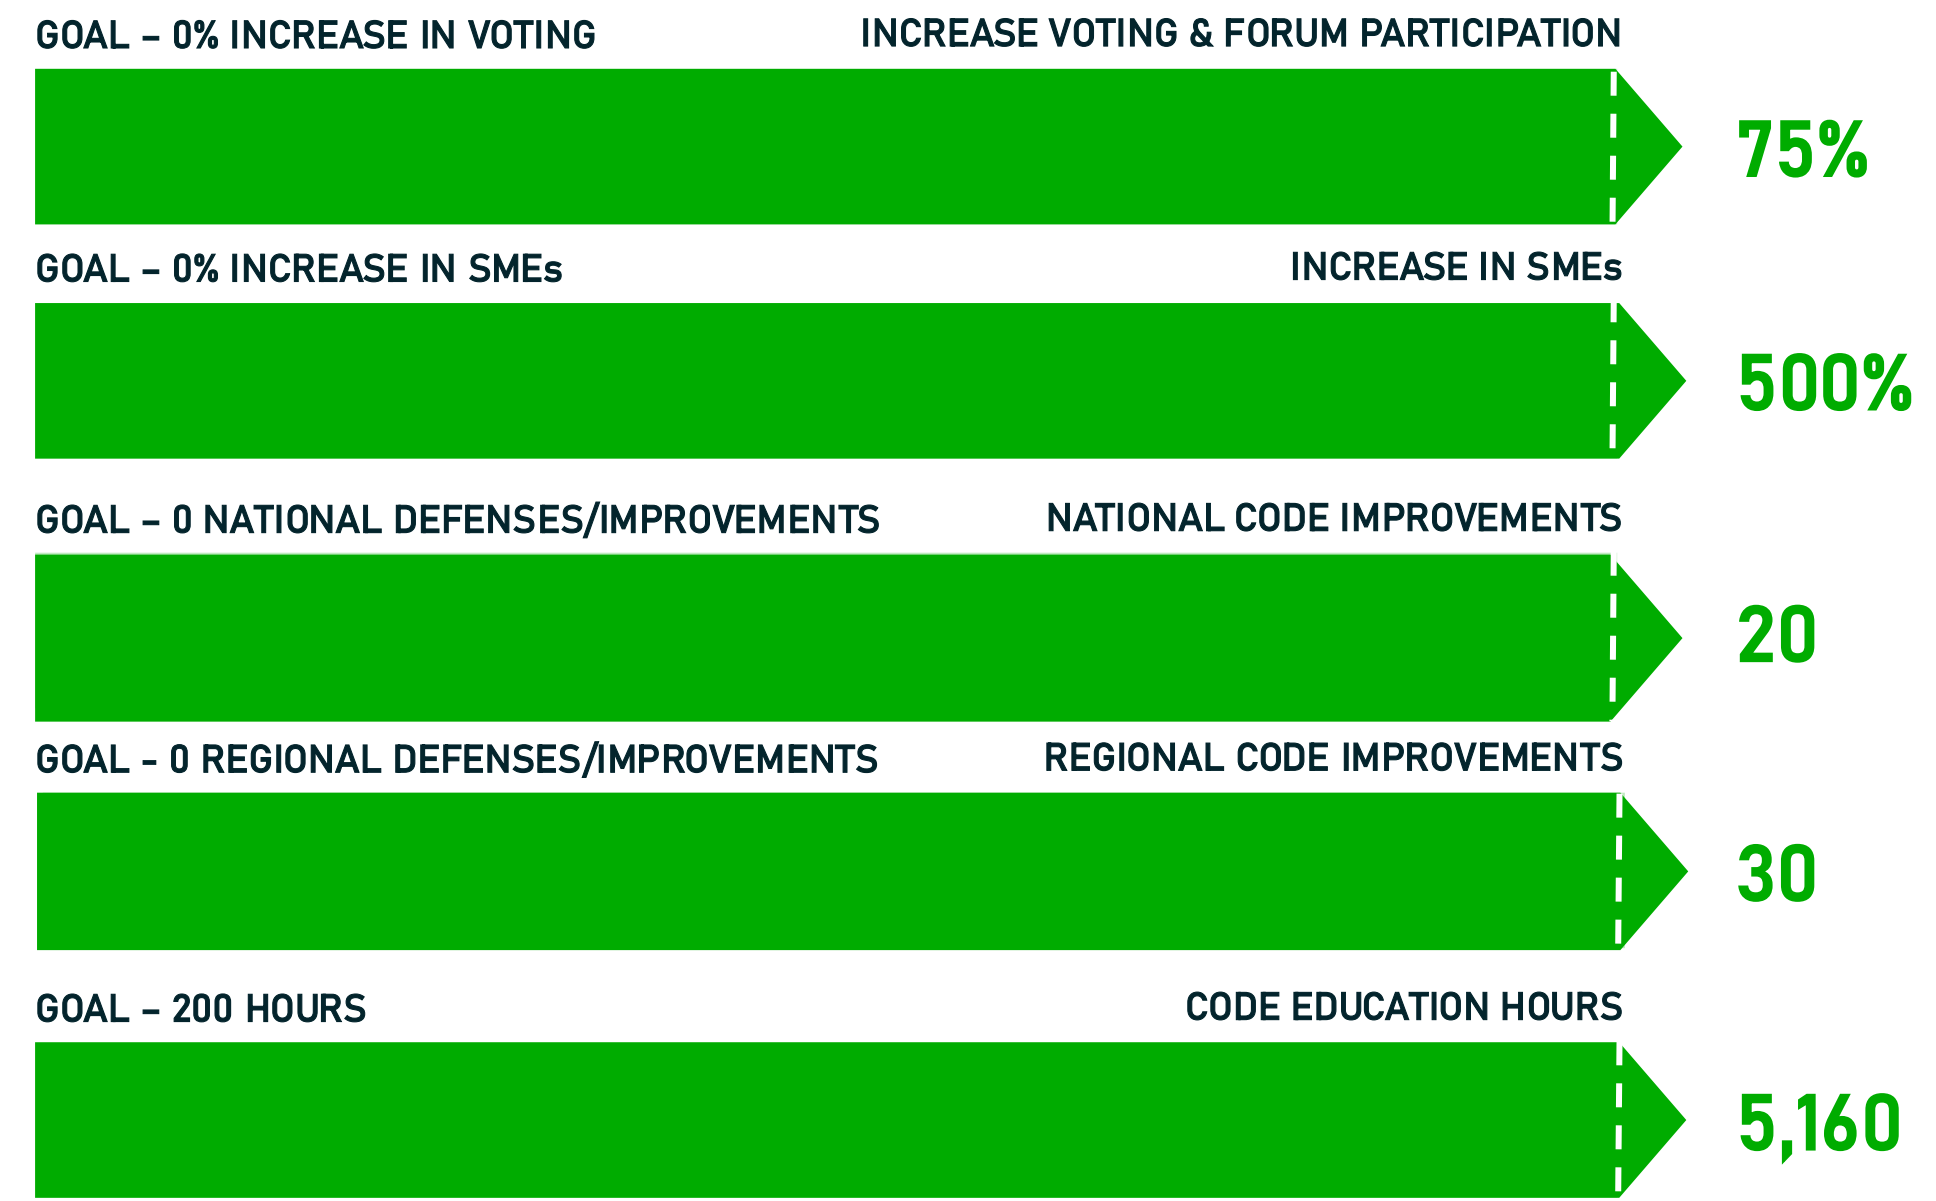 GOAL – 0% INCREASE IN VOTING
INCREASE VOTING & FORUM PARTICIPATION
75%
GOAL – 0% INCREASE IN SMEs
INCREASE IN SMEs
500%
GOAL – 0 NATIONAL DEFENSES/IMPROVEMENTS
NATIONAL CODE IMPROVEMENTS
20
GOAL - 0 REGIONAL DEFENSES/IMPROVEMENTS
REGIONAL CODE IMPROVEMENTS
30
GOAL – 200 HOURS
CODE EDUCATION HOURS
5,160